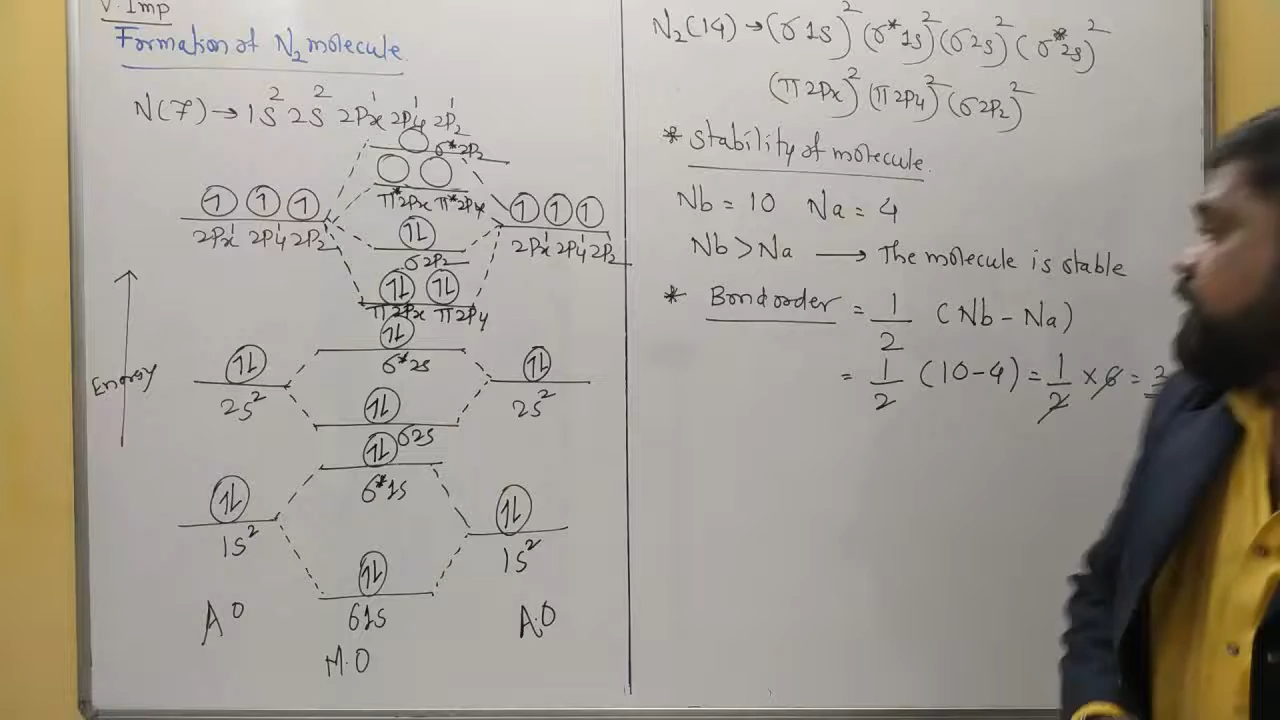 V. Imp
Formation of N₂ molecule.
N(7) → 1S² 2S² 2Px¹ 2Py¹ 2Pz¹
σ*2Pz
π*2Px π*2Py
2Px¹ 2Py¹ 2Pz¹
σ2Pz
2Px¹ 2Py¹ 2Pz¹
π2Px π2Py
σ*2s
Energy
2s²
2s²
σ2s
σ*1s
1s²
1s²
σ1s
A O
A.O
M.O
N₂(14) → (σ1s)² (σ*1s)² (σ2s)² (σ*2s)²
(π2Px)² (π2Py)² (σ2Pz)²
* Stability of molecule.
Nb = 10 Na = 4
Nb > Na → The molecule is stable
* Bond order = 1/2 (Nb - Na)
= 1/2 (10-4) = 1/2 × 6 = 3